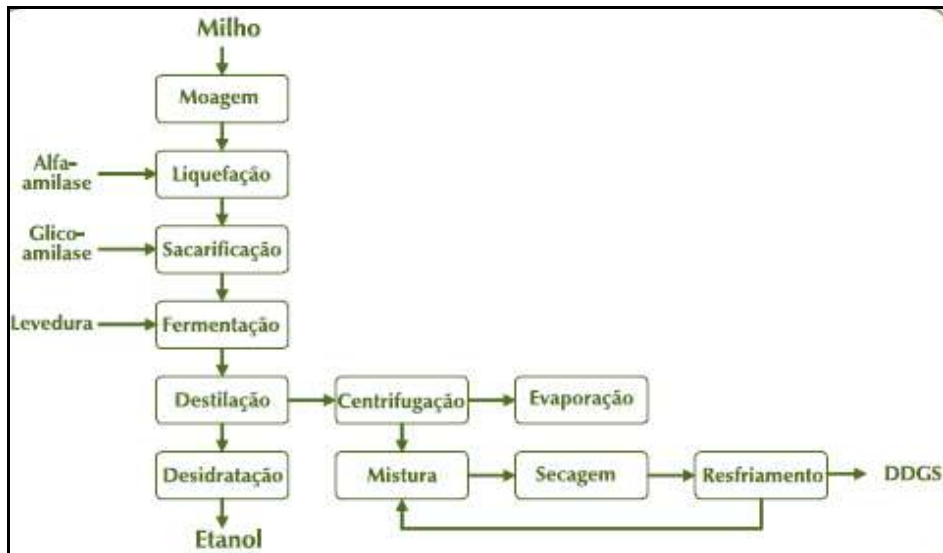 Milho
Moagem
Alfa-
amilase
Liquefação
Glico-
amilase
Sacarificação
Levedura
Fermentação
Destilação
Centrifugação
Evaporação
Desidratação
Mistura
Secagem
Resfriamento
DDGS
Etanol